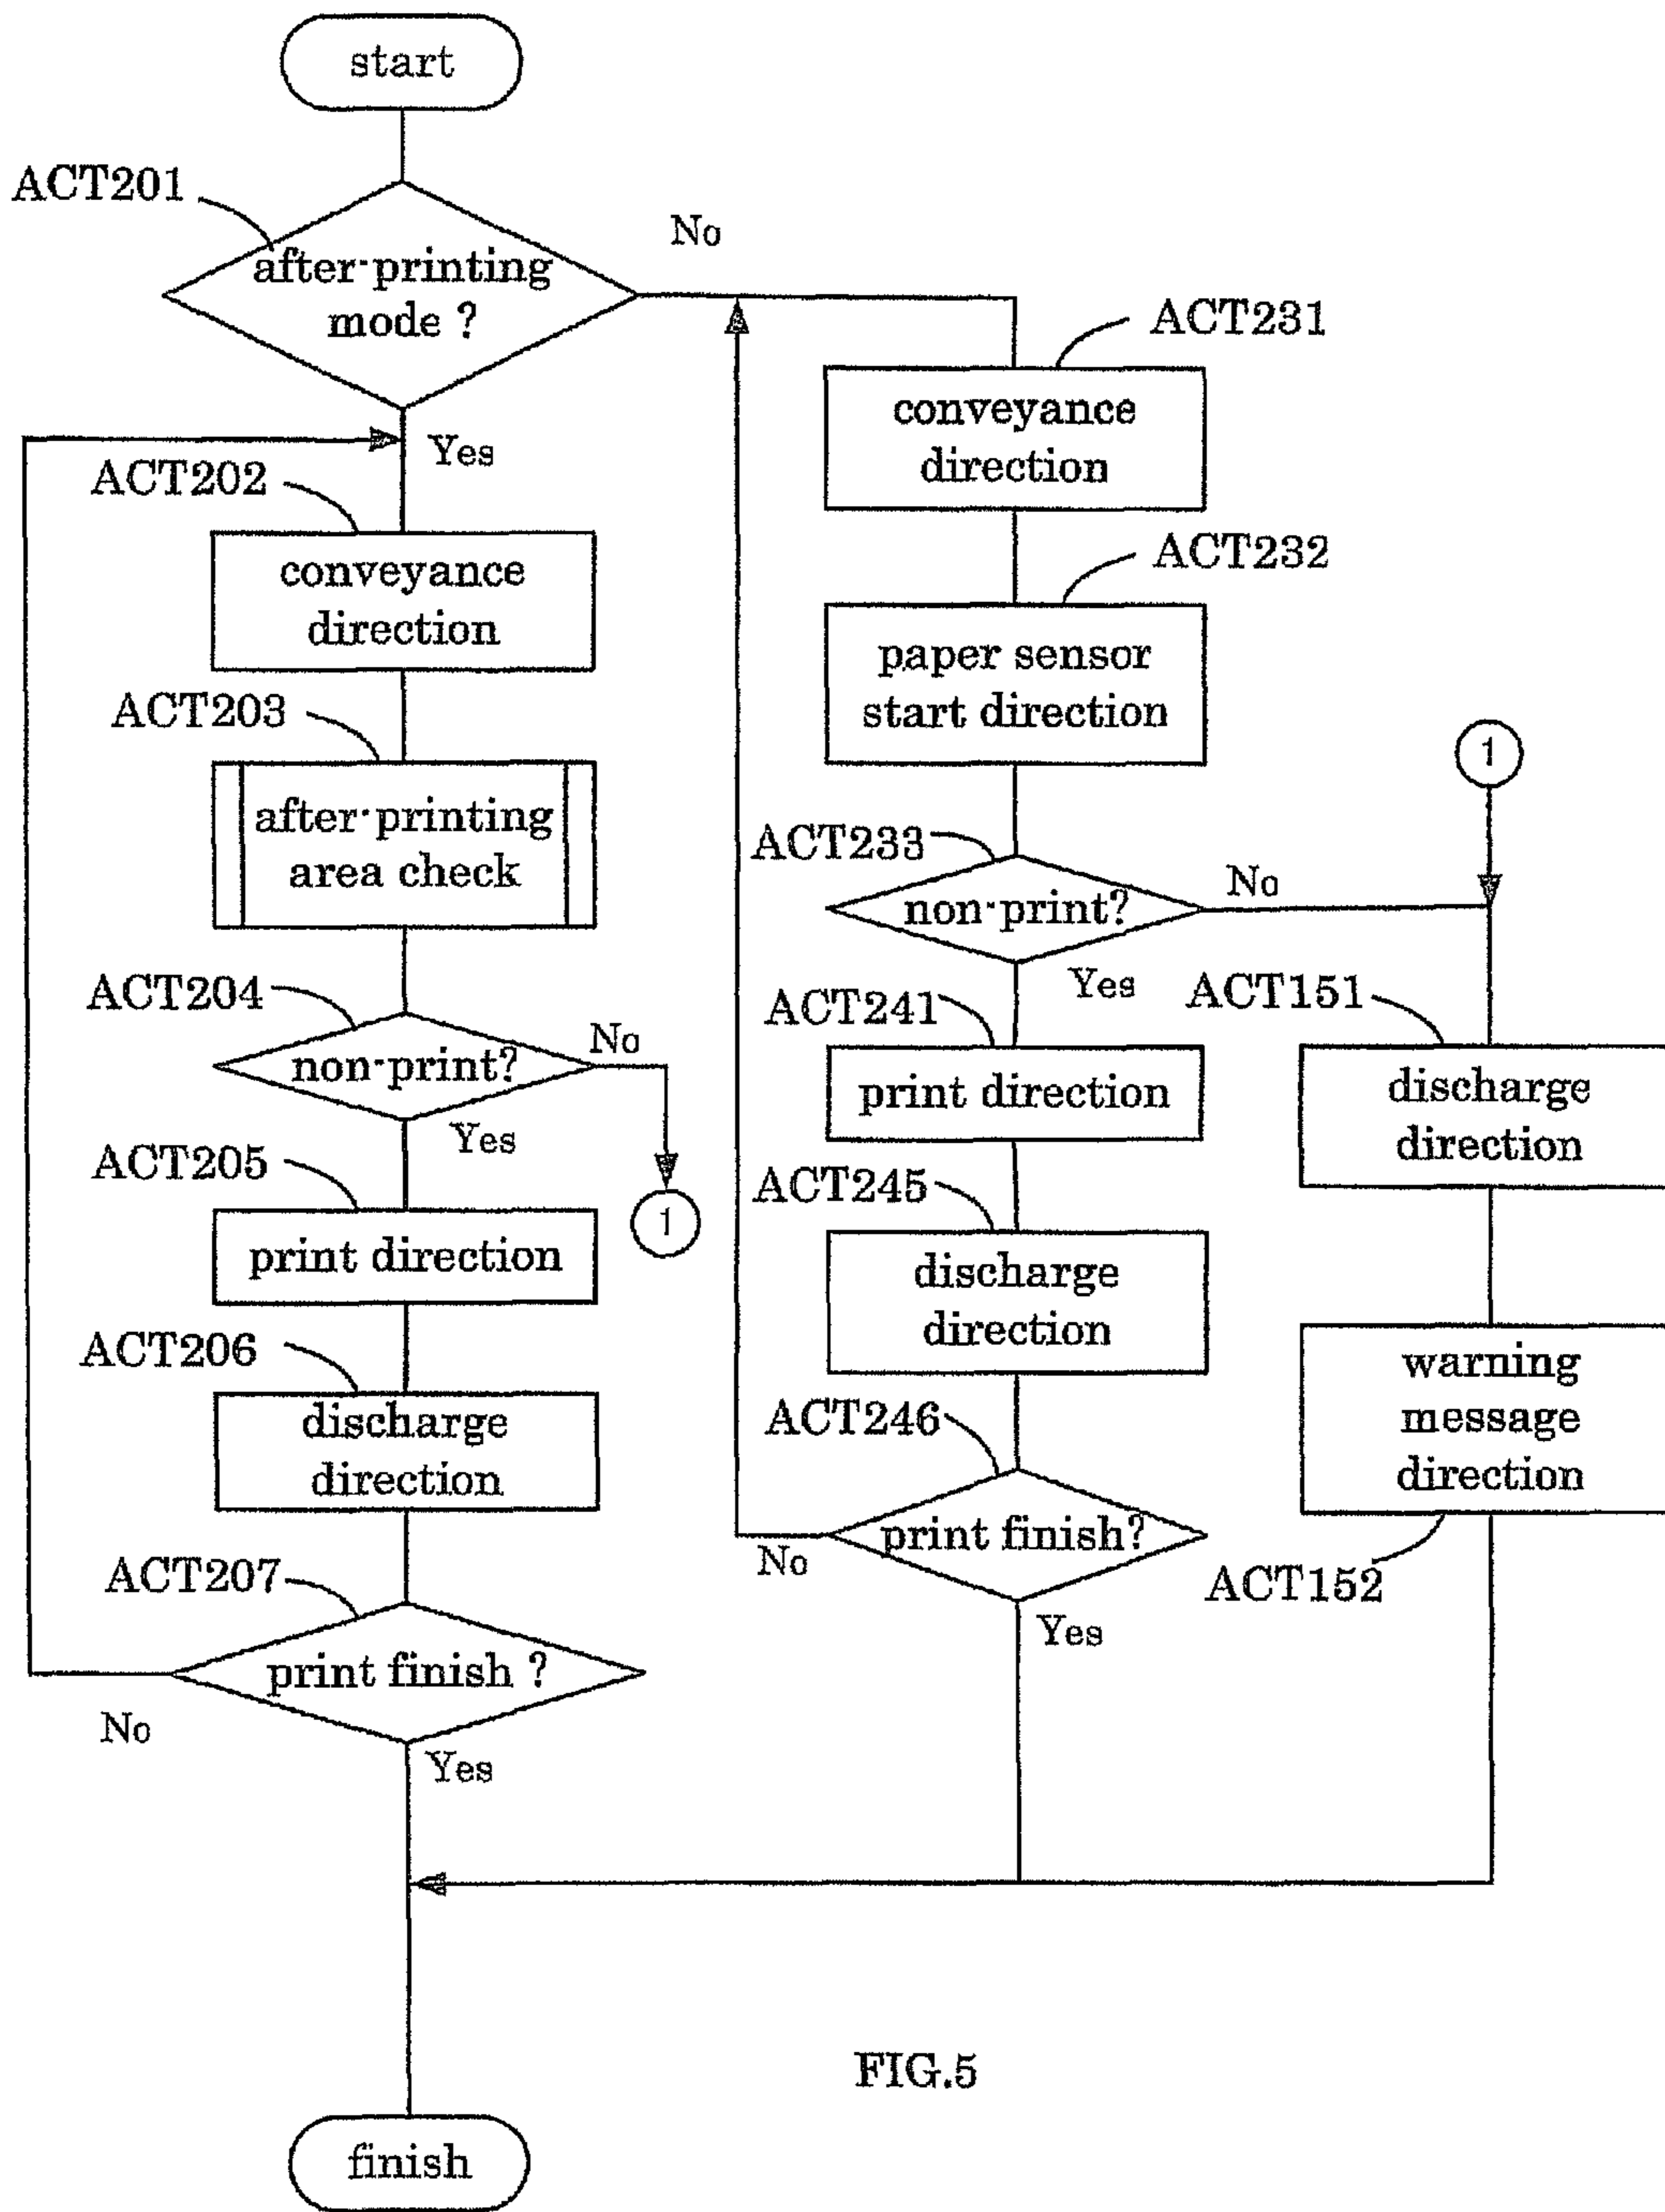 start
ACT201
after-printing
mode ?
No
Yes
ACT202
conveyance
direction
ACT203
after-printing
area check
ACT204
non-print?
No
Yes
1
ACT205
print direction
ACT206
discharge
direction
ACT207
print finish ?
No
Yes
ACT231
conveyance
direction
ACT232
paper sensor
start direction
ACT233
non-print?
No
Yes
ACT241
print direction
ACT245
discharge
direction
ACT246
print finish?
No
Yes
1
ACT151
discharge
direction
warning
message
direction
ACT152
finish
FIG.5